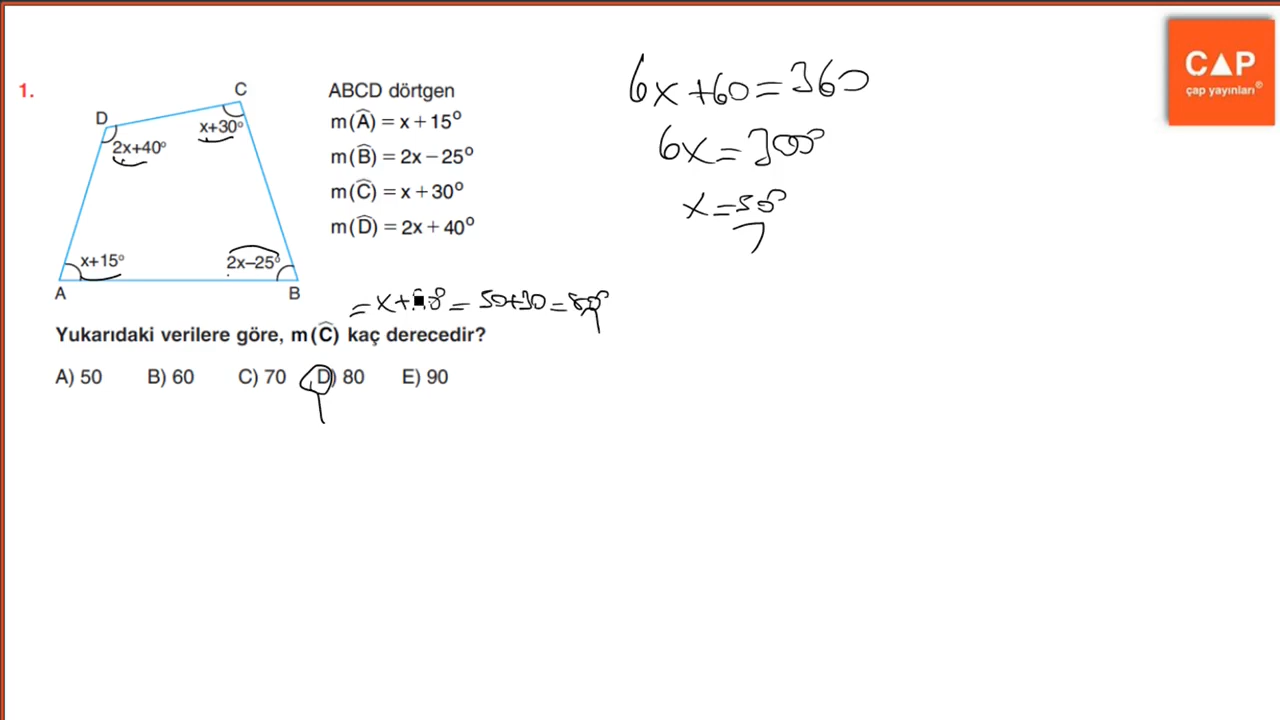 1.
C
D
x+30°
2x+40°
x+15°
2x–25°
A
B
ABCD dörtgen
m(Â) = x + 15°
m(B̂) = 2x – 25°
m(Ĉ) = x + 30°
m(D̂) = 2x + 40°
= 50+30 = 80°
Yukarıdaki verilere göre, m(Ĉ) kaç derecedir?
A) 50 B) 60 C) 70 D) 80 E) 90
6x+60=360
6x=300°
x=50°
CAP
çap yayınları®